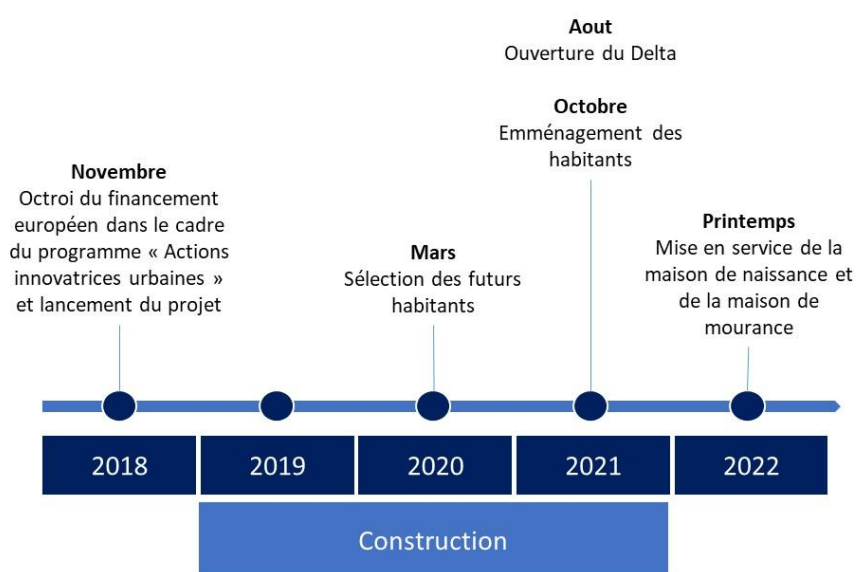 Aout
Ouverture du Delta
Octobre
Emménagement des
habitants
Novembre
Octroi du financement
européen dans le cadre
du programme « Actions
innovatrices urbaines »
et lancement du projet
Mars
Sélection des futurs
habitants
Printemps
Mise en service de la
maison de naissance et
de la maison de
mourance
2018
2019
2020
2021
2022
Construction